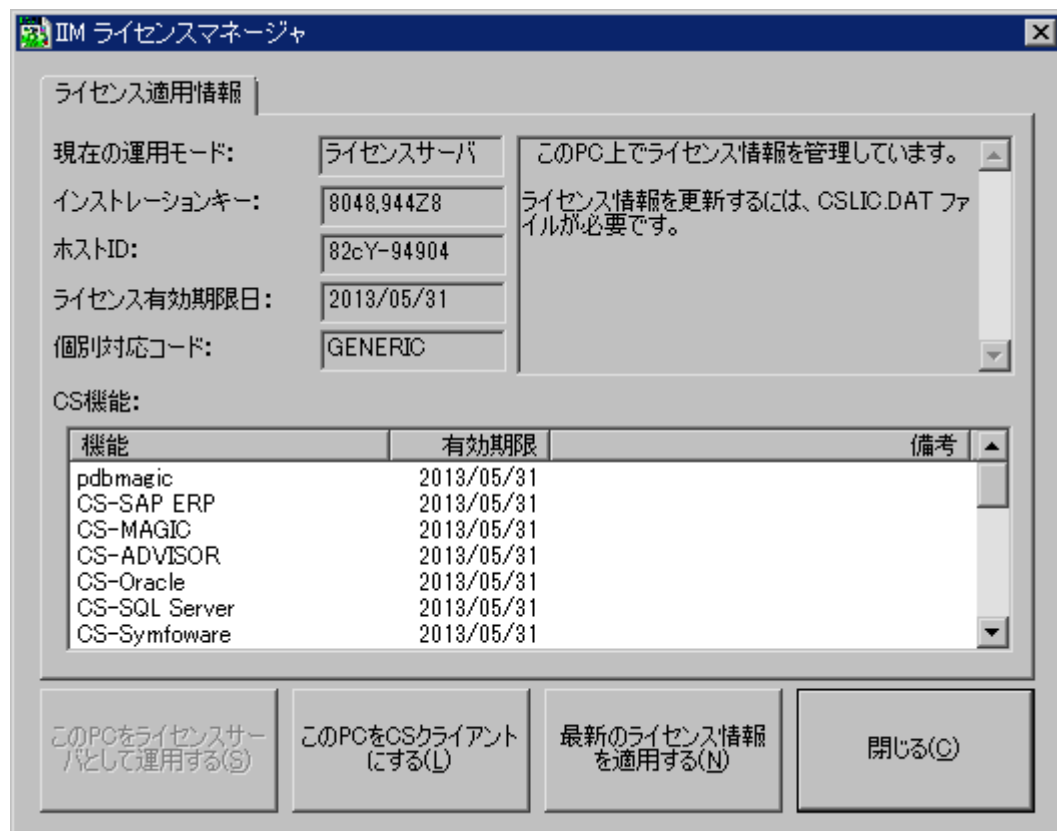 IIM ライセンスマネージャ
ライセンス適用情報
現在の運用モード: ライセンスサーバ
インストレーションキー: 8048,944Z8
ホストID: 82cY-94904
ライセンス有効期限日: 2013/05/31
個別対応コード: GENERIC
このPC上でライセンス情報を管理しています。
ライセンス情報を更新するには、CSLIC.DAT ファ
イルが必要です。
CS機能:
機能 有効期限 備考
pdbmagic 2013/05/31
CS-SAP ERP 2013/05/31
CS-MAGIC 2013/05/31
CS-ADVISOR 2013/05/31
CS-Oracle 2013/05/31
CS-SQL Server 2013/05/31
CS-Symfoware 2013/05/31
このPCをライセンスサー
バとして運用する(S)
このPCをCSクライアント
にする(L)
最新のライセンス情報
を適用する(N)
閉じる(C)